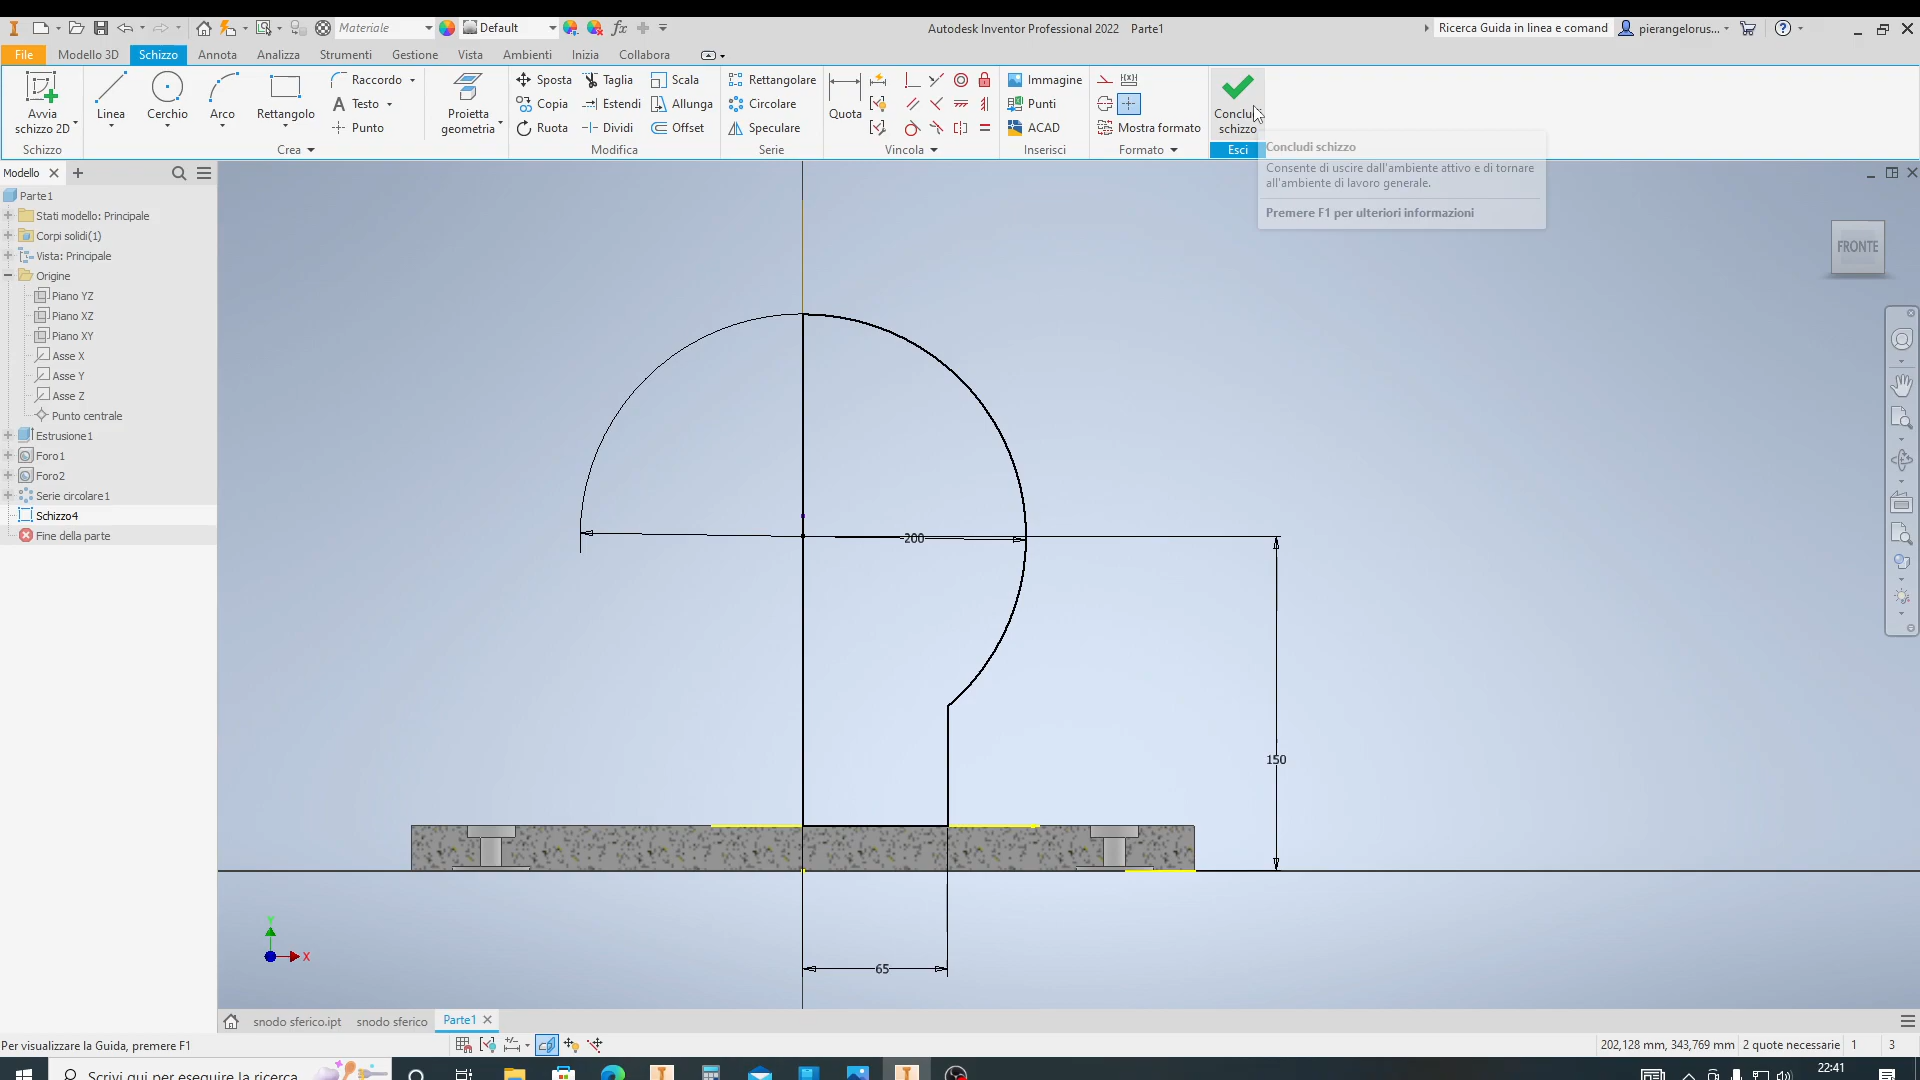 Materiale
Default
Autodesk Inventor Professional 2022 Parte1
Ricerca Guida in linea e comand
pierangelorus...
File Modello 3D Schizzo Annota Analizza Strumenti Gestione Vista Ambienti Inizia Collabora
Avvia
schizzo 2D
Linea
Cerchio
Arco
Rettangolo
Raccordo
Testo
Punto
Proietta
geometria
Sposta
Copia
Ruota
Taglia
Estendi
Dividi
Scala
Allunga
Offset
Rettangolare
Circolare
Speculare
Quota
Immagine
Punti
ACAD
Mostra formato
Concludi
schizzo
Schizzo
Crea
Modifica
Serie
Vincola
Inserisci
Formato
Esci
Concludi schizzo
Consente di uscire dall'ambiente attivo e di tornare
all'ambiente di lavoro generale.
Premere F1 per ulteriori informazioni
Modello
Parte1
Stati modello: Principale
Corpi solidi(1)
Vista: Principale
Origine
Piano YZ
Piano XZ
Piano XY
Asse X
Asse Y
Asse Z
Punto centrale
Estrusione1
Foro1
Foro2
Serie circolare1
Schizzo4
Fine della parte
FRONTE
200
150
65
Y
X
snodo sferico.ipt
snodo sferico
Parte1
Per visualizzare la Guida, premere F1
202,128 mm, 343,769 mm
2 quote necessarie
1
3
Scrivi qui per eseguire la ricerca
22:41